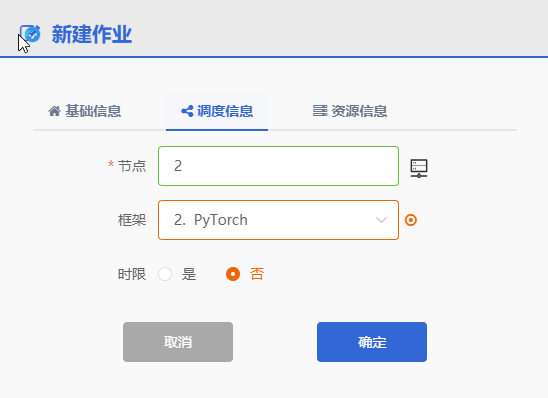 新建作业
基础信息 调度信息 资源信息
* 节点 2
框架 2. PyTorch
时限 是 否
取消 确定